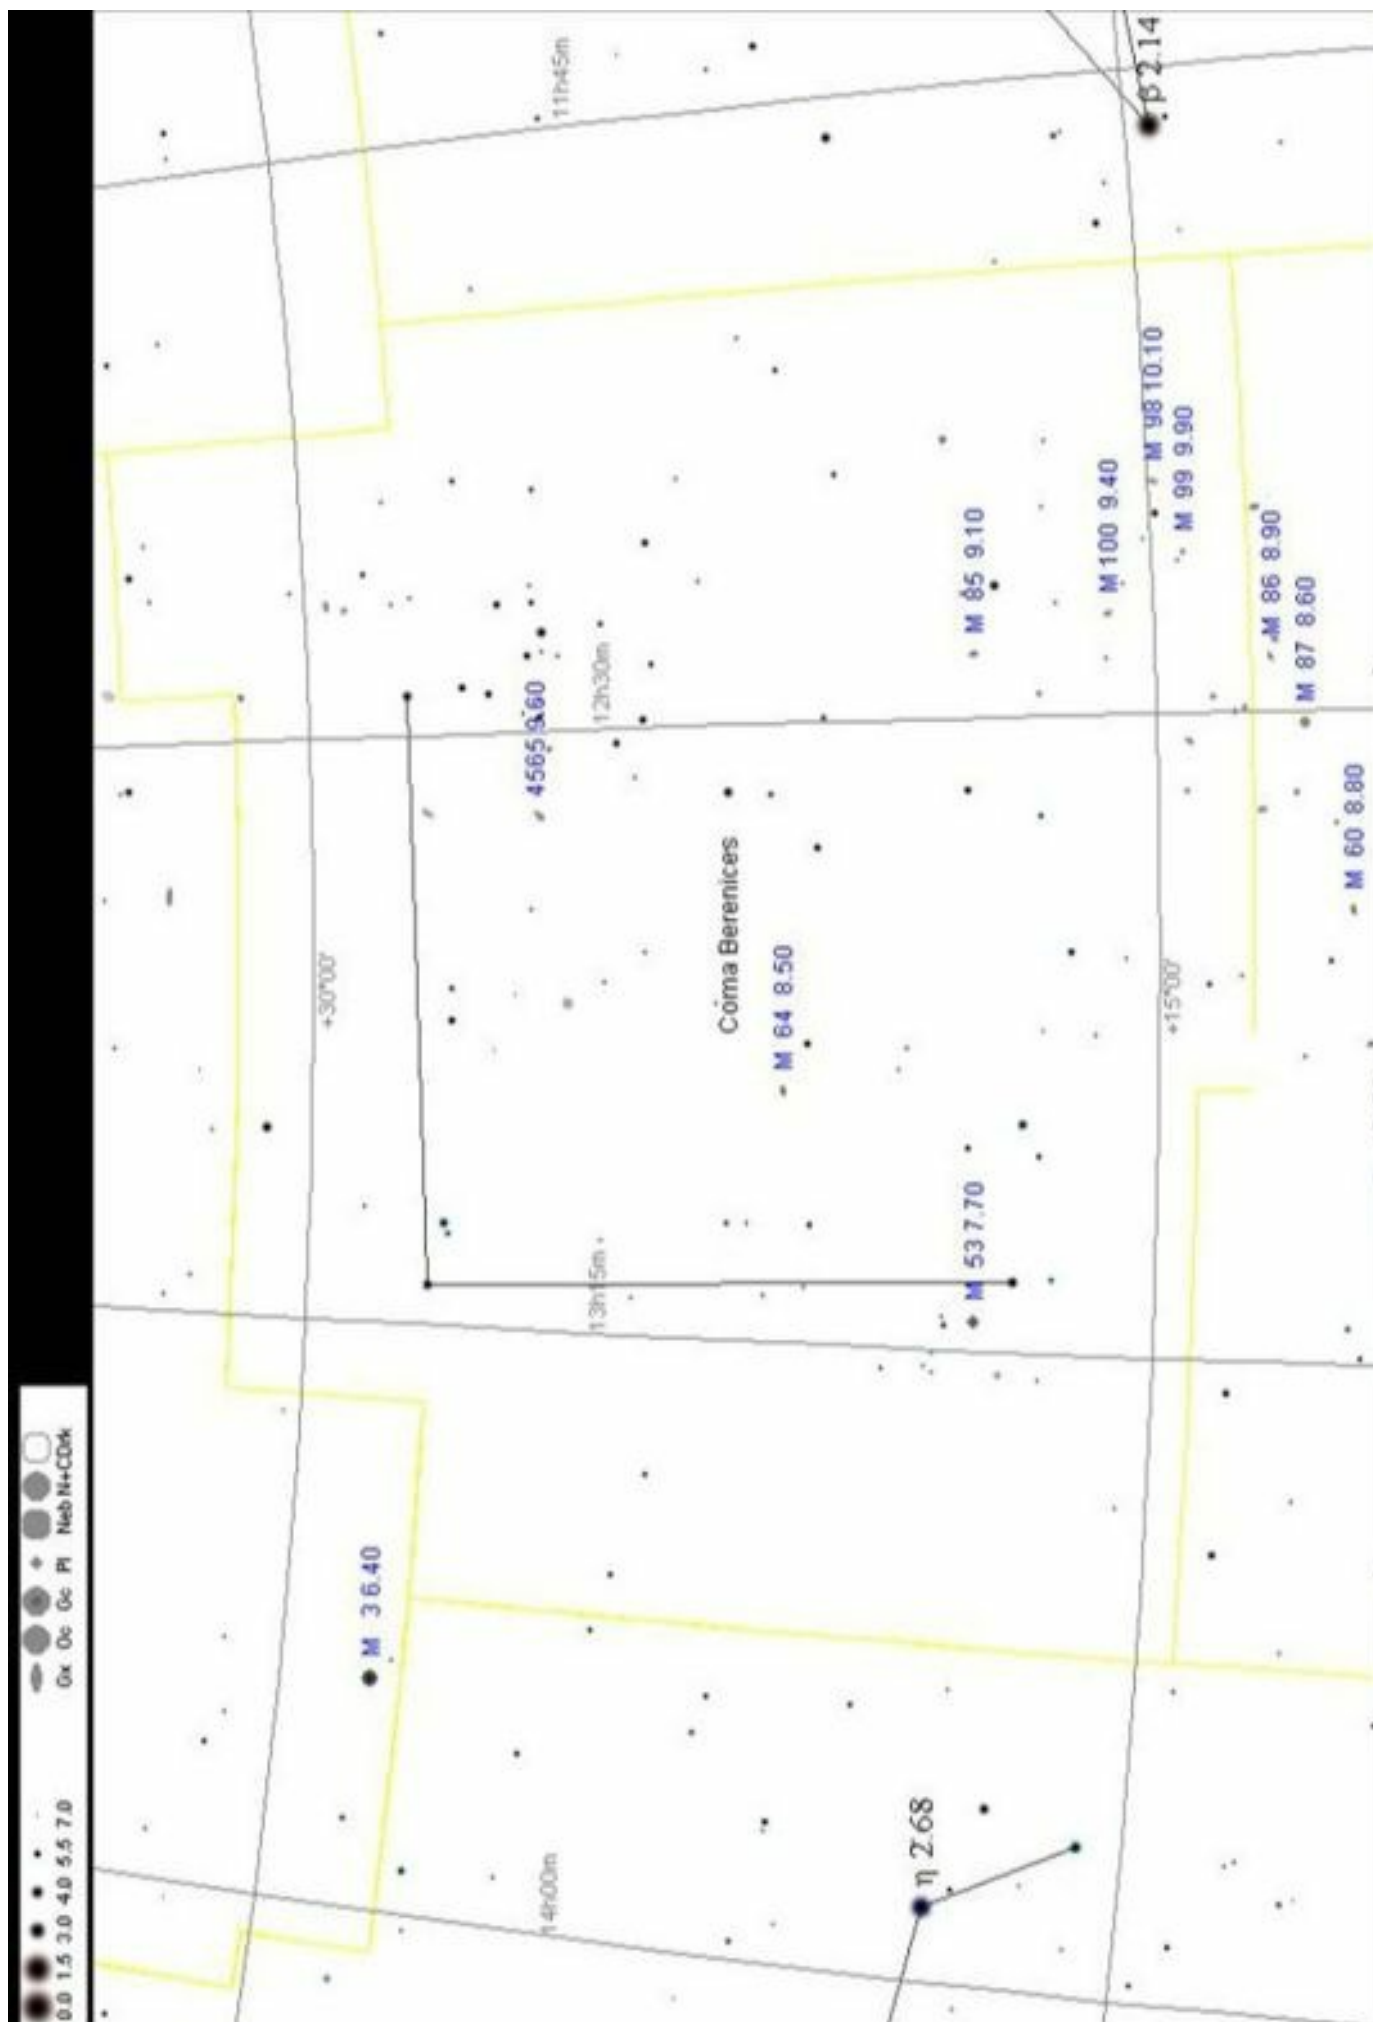 11h45m
β 2.14
M 98 10.10
M 99 9.90
M 100 9.40
M 85 9.10
M 86 8.90
M 87 8.60
12h30m
4565 9.60
M 60 8.80
Coma Berenices
+30°00'
M 64 8.50
+15°00'
M 53 7.70
13h15m
M 3 6.40
η 2.68
14h00m
0.0 1.5 3.0 4.0 5.5 7.0
Gx Oc Gc Pl Neb N+C Drk